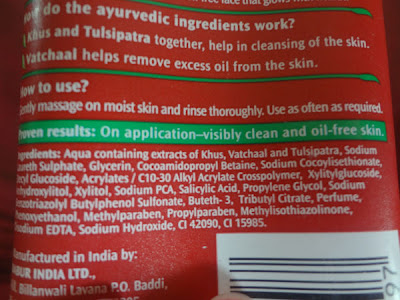 How do the ayurvedic ingredients work?
Khus and Tulsipatra together, help in cleansing of the skin.
Vatchaal helps remove excess oil from the skin.
How to use?
Gently massage on moist skin and rinse thoroughly. Use as often as required.
Proven results: On application–visibly clean and oil-free skin.
Ingredients: Aqua containing extracts of Khus, Vatchaal and Tulsipatra, Sodium
Laureth Sulphate, Glycerin, Cocoamidopropyl Betaine, Sodium Cocoylisethionate,
Decyl Glucoside, Acrylates / C10-30 Alkyl Acrylate Crosspolymer, Xylitylglucoside,
Anhydroxylitol, Xylitol, Sodium PCA, Salicylic Acid, Propylene Glycol, Sodium
Benzotriazolyl Butylphenol Sulfonate, Buteth- 3, Tributyl Citrate, Perfume,
Phenoxyethanol, Methylparaben, Propylparaben, Methylisothiazolinone,
Disodium EDTA, Sodium Hydroxide, CI 42090, CI 15985.
Manufactured in India by:
DABUR INDIA LTD.,
Billanwali Lavana P.O. Baddi,